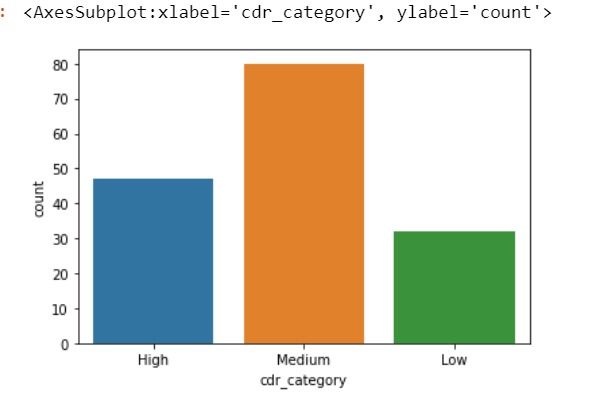 : <AxesSubplot:xlabel='cdr_category', ylabel='count'>
80
70
60
50
40
30
20
10
0
count
High Medium Low
cdr_category